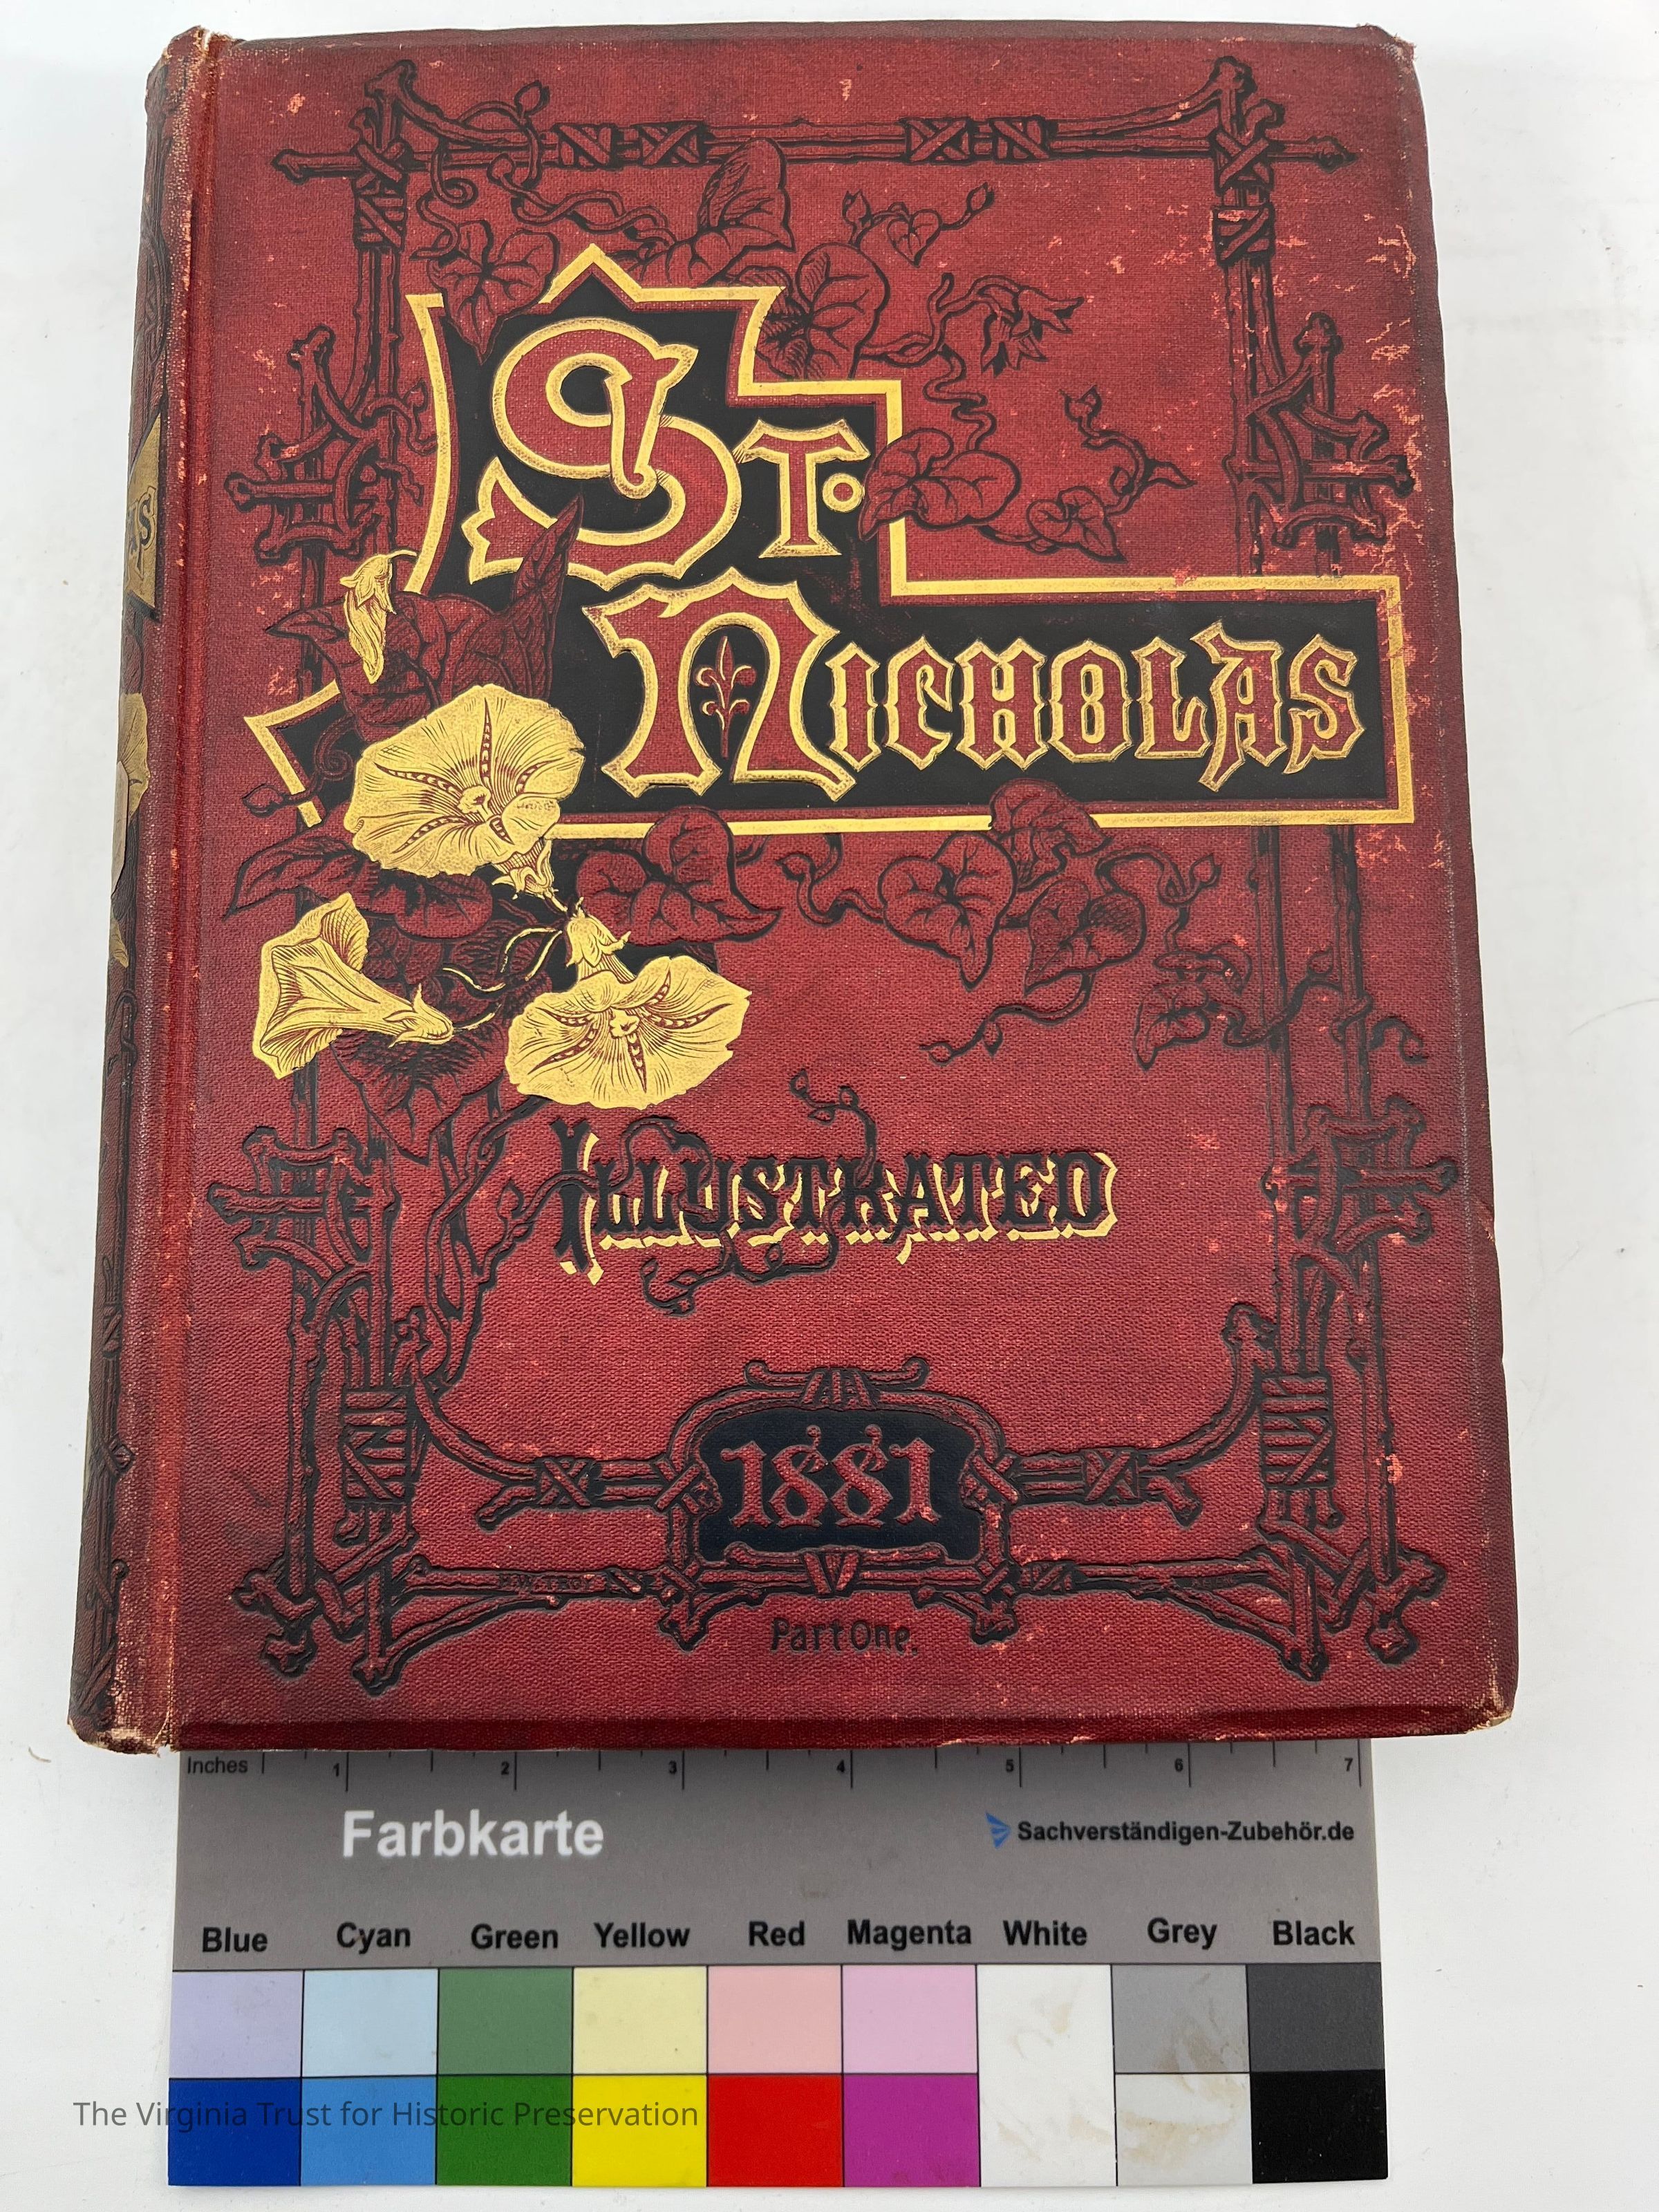 St.
Nicholas
Illustrated
1881
Part One.
Inches 1 2 3 4 5 6 7
Farbkarte
Sachverständigen-Zubehör.de
Blue Cyan Green Yellow Red Magenta White Grey Black
The Virginia Trust for Historic Preservation